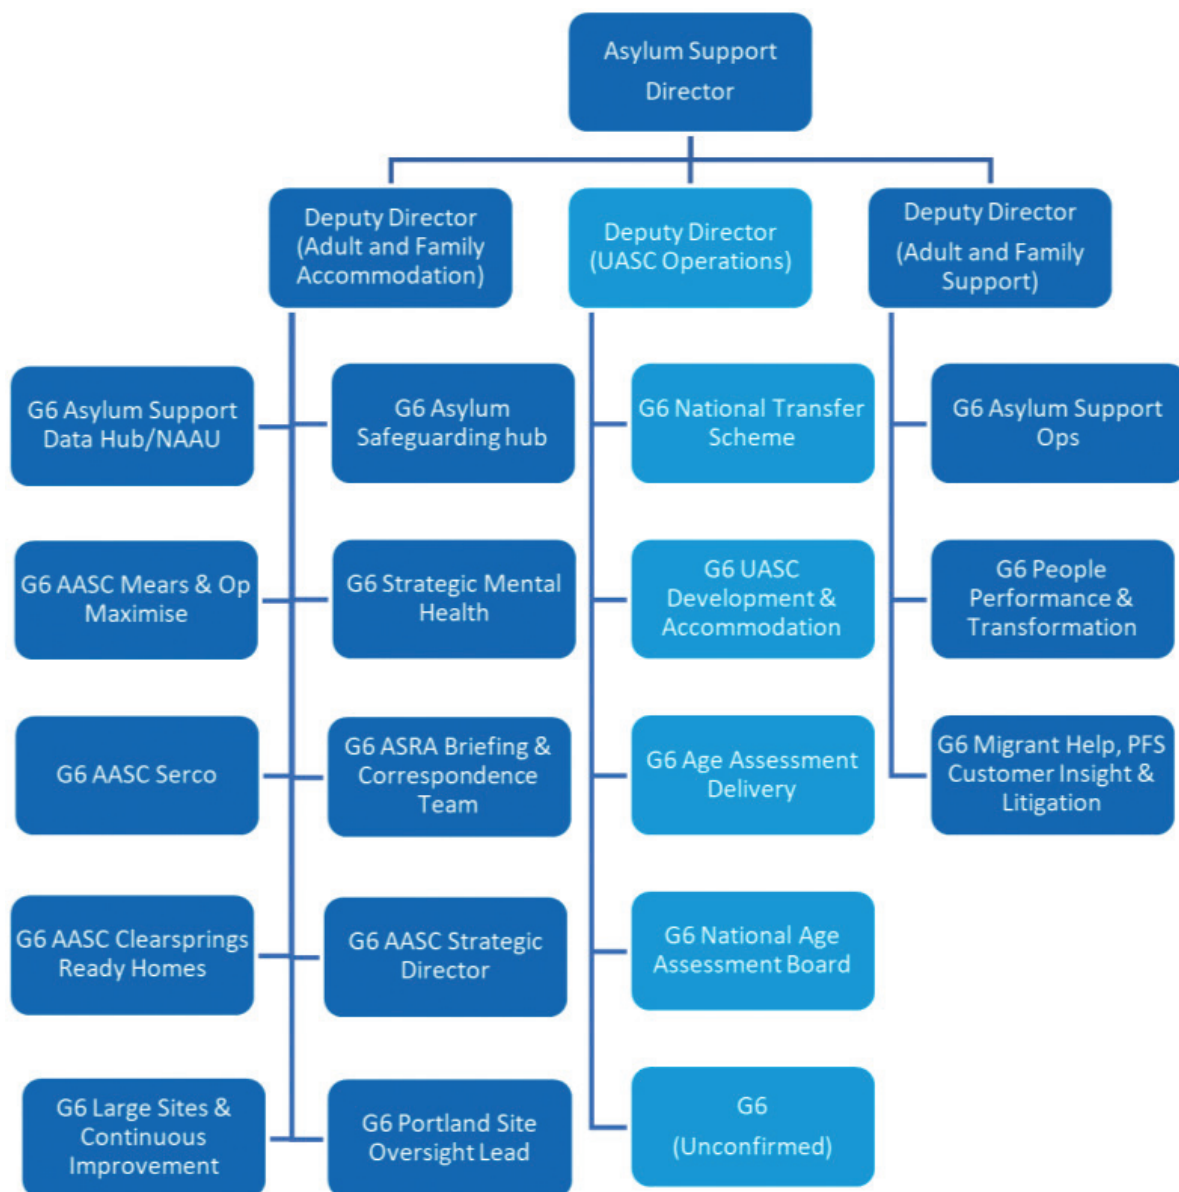 Asylum Support
Director
Deputy Director
(Adult and Family
Accommodation)
Deputy Director
(UASC Operations)
Deputy Director
(Adult and Family
Support)
G6 Asylum Support
Data Hub/NAAU
G6 Asylum
Safeguarding hub
G6 National Transfer
Scheme
G6 Asylum Support
Ops
G6 AASC Mears & Op
Maximise
G6 Strategic Mental
Health
G6 UASC
Development &
Accommodation
G6 People
Performance &
Transformation
G6 AASC Serco
G6 ASRA Briefing &
Correspondence
Team
G6 Age Assessment
Delivery
G6 Migrant Help, PFS
Customer Insight &
Litigation
G6 AASC Clearsprings
Ready Homes
G6 AASC Strategic
Director
G6 National Age
Assessment Board
G6 Large Sites &
Continuous
Improvement
G6 Portland Site
Oversight Lead
G6
(Unconfirmed)